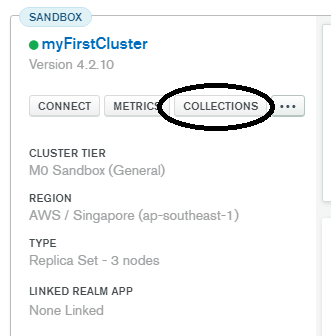 SANDBOX
myFirstCluster
Version 4.2.10
CONNECT METRICS COLLECTIONS ...
CLUSTER TIER
M0 Sandbox (General)
REGION
AWS / Singapore (ap-southeast-1)
TYPE
Replica Set - 3 nodes
LINKED REALM APP
None Linked